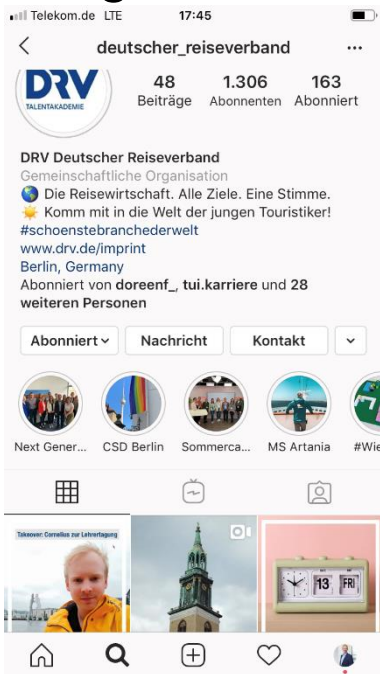 Telekom.de LTE 17:45
deutscher_reiseverband
DRV
TALENTAKADEMIE
48 1.306 163
Beiträge Abonnenten Abonniert
DRV Deutscher Reiseverband
Gemeinschaftliche Organisation
Die Reisewirtschaft. Alle Ziele. Eine Stimme.
Komm mit in die Welt der jungen Touristiker!
#schoenstebranchederwelt
www.drv.de/imprint
Berlin, Germany
Abonniert von doreenf_, tui.karriere und 28
weiteren Personen
Abonniert Nachricht Kontakt
Next Gener... CSD Berlin Sommerca... MS Artania #Wie
Takeover: Cornelius zur Lehrertagung
13 FRI